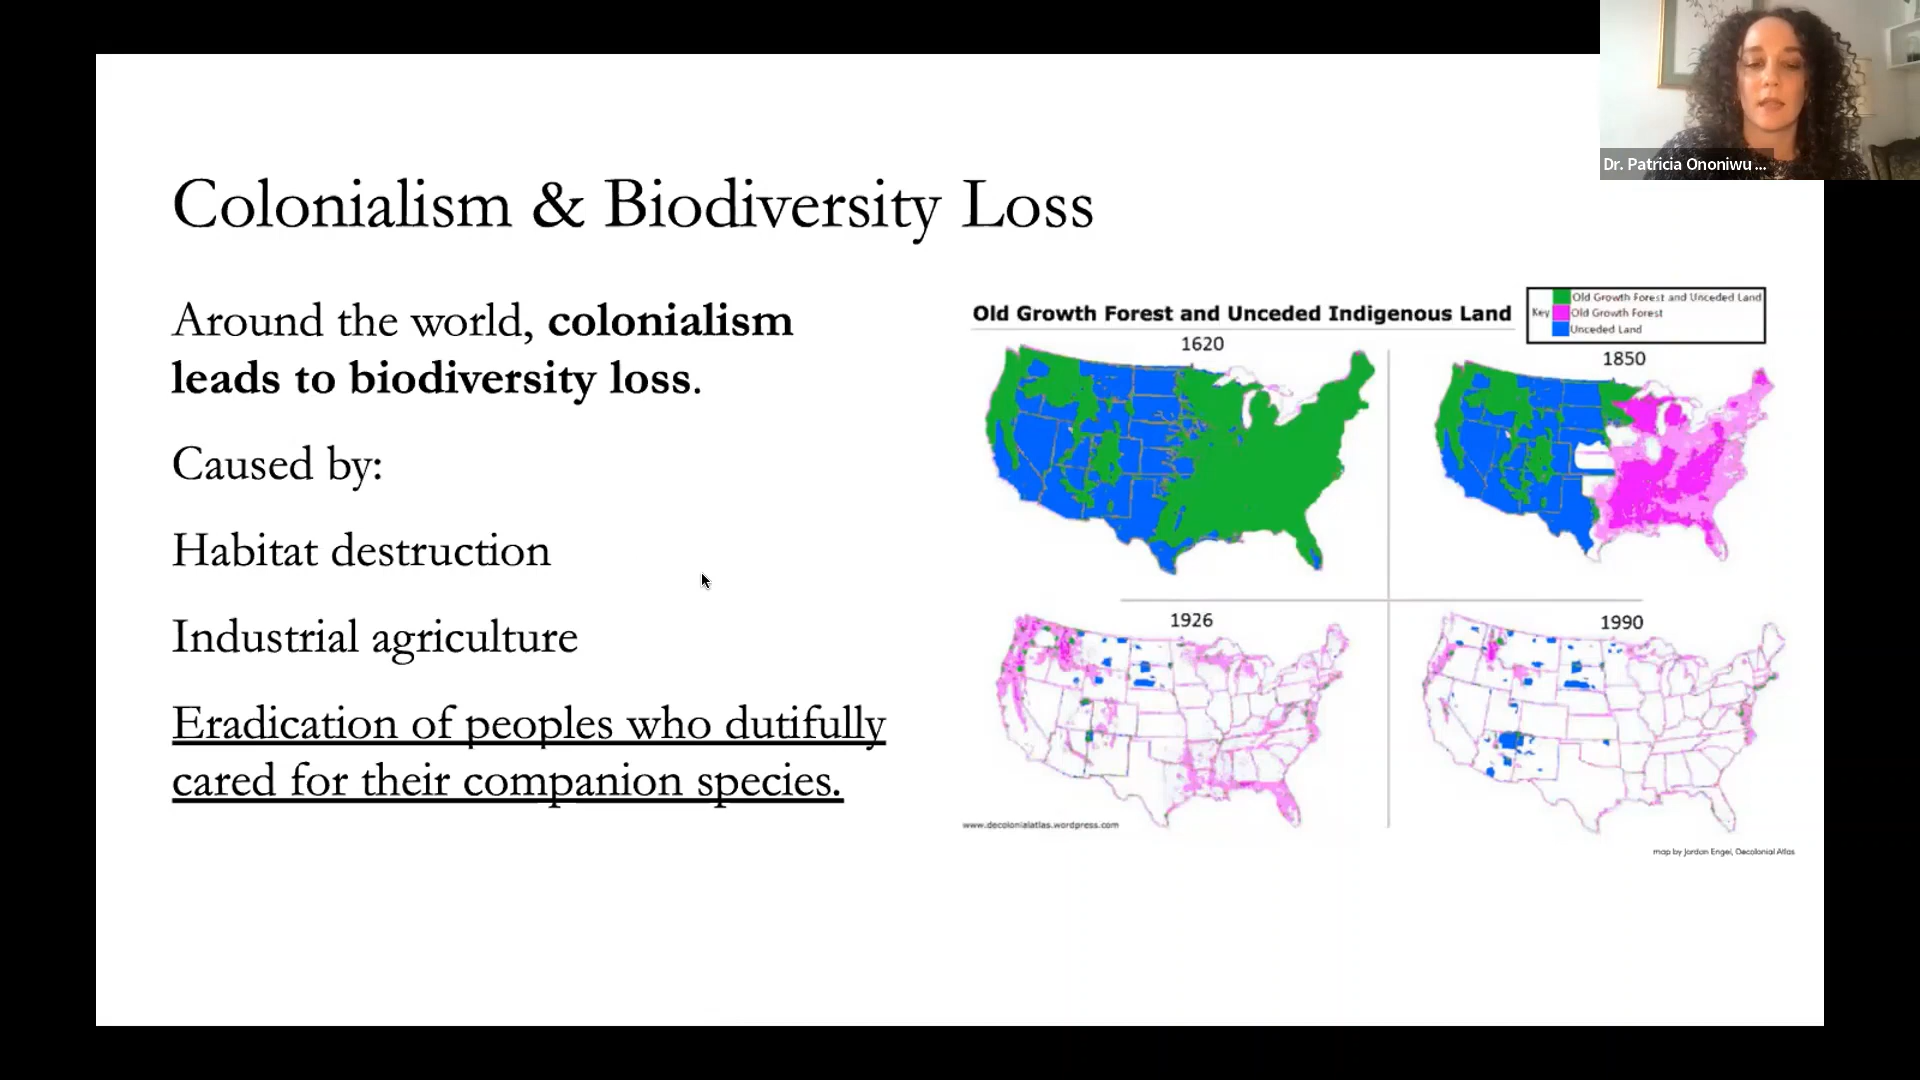 Dr. Patricia Ononiwu ...
Colonialism & Biodiversity Loss
Around the world, colonialism
leads to biodiversity loss.
Caused by:
Habitat destruction
Industrial agriculture
Eradication of peoples who dutifully
cared for their companion species.
Old Growth Forest and Unceded Indigenous Land
Key
Old Growth Forest and Unceded Land
Old Growth Forest
Unceded Land
1620
1850
1926
1990
www.decolonialatlas.wordpress.com
map by Jordan Engel, Decolonial Atlas